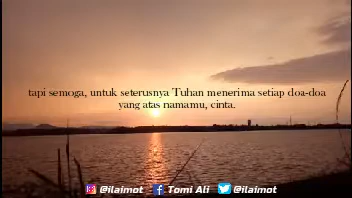 tapi semoga, untuk seterusnya Tuhan menerima setiap doa-doa
yang atas namamu, cinta.
@ilaimot Tomi Ali @ilaimot